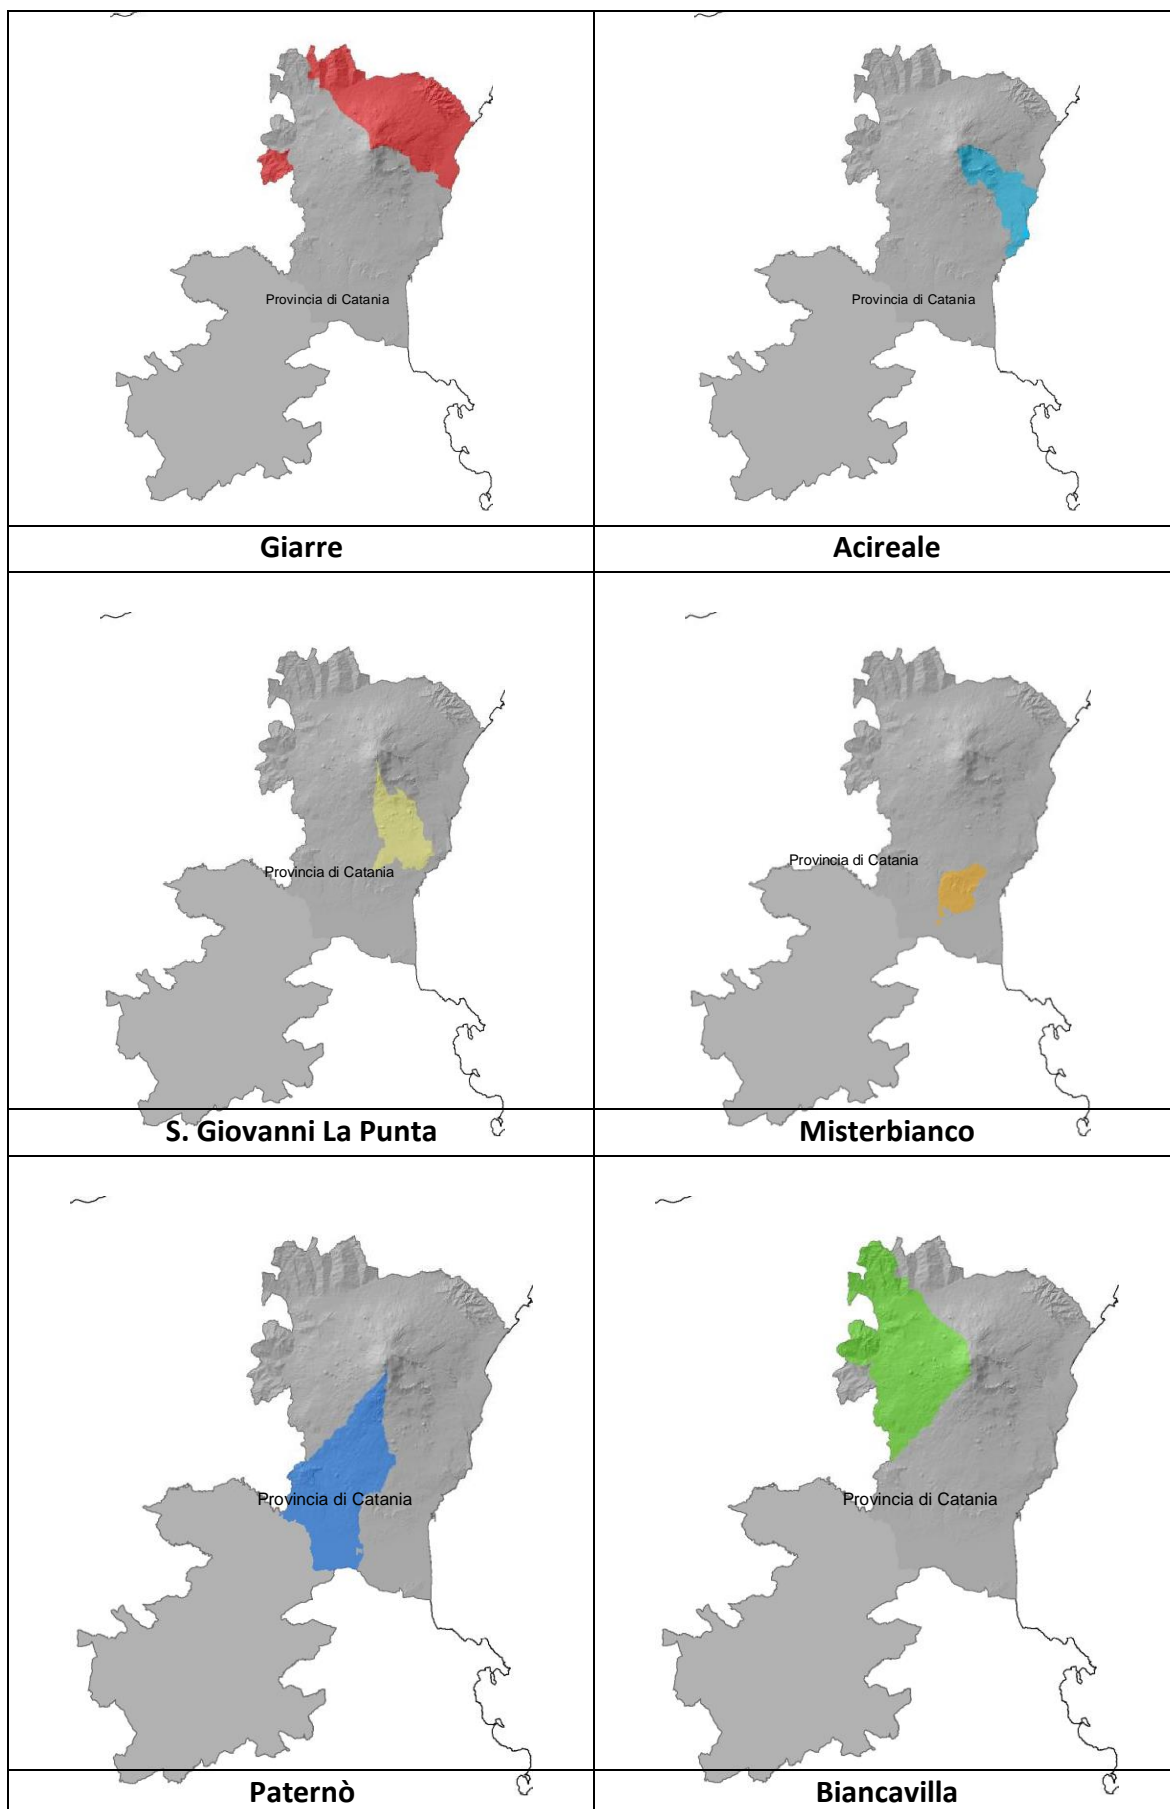 Provincia di Catania
Provincia di Catania
Giarre
Acireale
Provincia di Catania
Provincia di Catania
S. Giovanni La Punta
Misterbianco
Provincia di Catania
Provincia di Catania
Paternò
Biancavilla